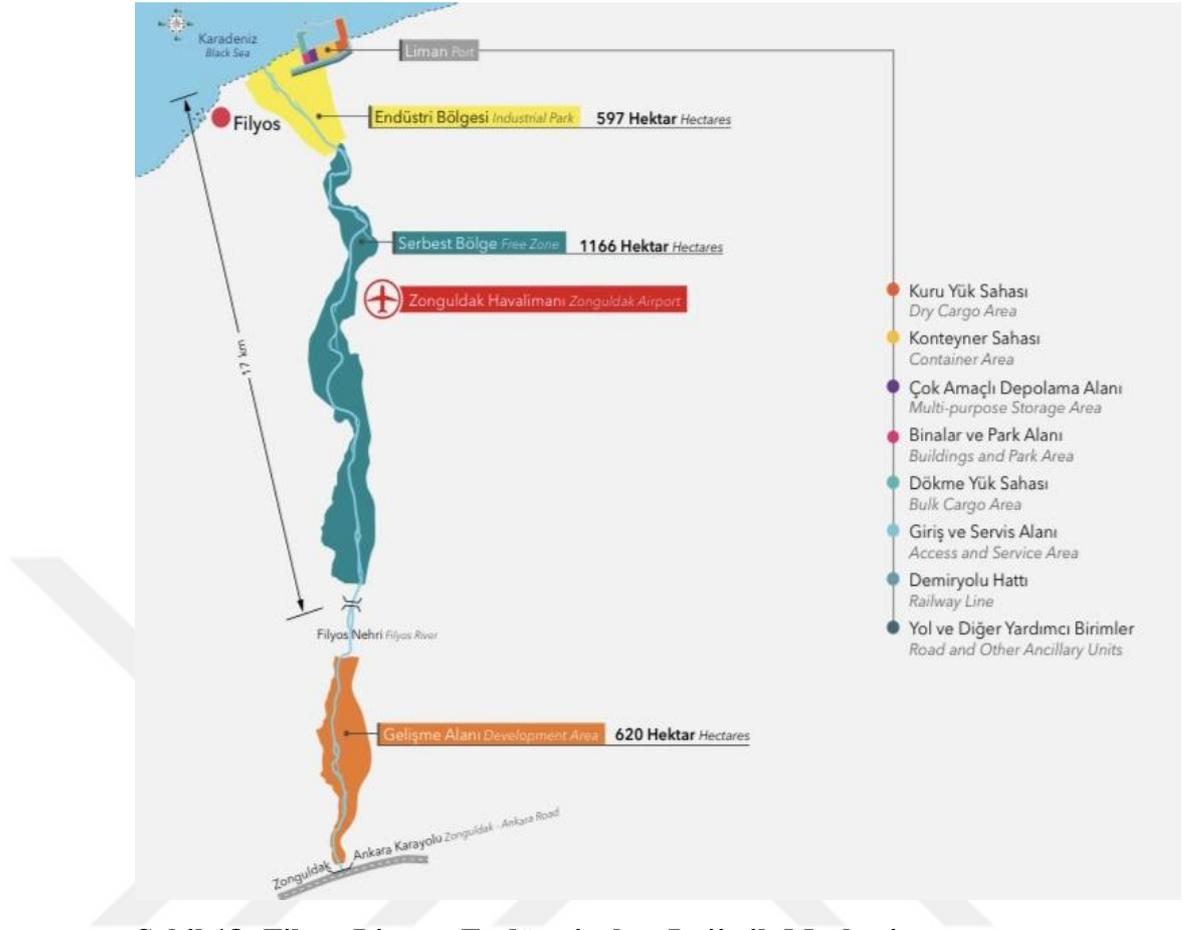 Karadeniz
Black Sea
Liman Port
Endüstri Bölgesi Industrial Park 597 Hektar Hectares
Filyos
Serbest Bölge Free Zone 1166 Hektar Hectares
Zonguldak Havalimanı Zonguldak Airport
17 km
Kuru Yük Sahası
Dry Cargo Area
Konteyner Sahası
Container Area
Çok Amaçlı Depolama Alanı
Multi-purpose Storage Area
Binalar ve Park Alanı
Buildings and Park Area
Dökme Yük Sahası
Bulk Cargo Area
Giriş ve Servis Alanı
Access and Service Area
Demiryolu Hattı
Railway Line
Yol ve Diğer Yardımcı Birimler
Road and Other Ancillary Units
Filyos Nehri Filyos River
Gelişme Alanı Development Area 620 Hektar Hectares
Zonguldak Ankara Karayolu Zonguldak - Ankara Road